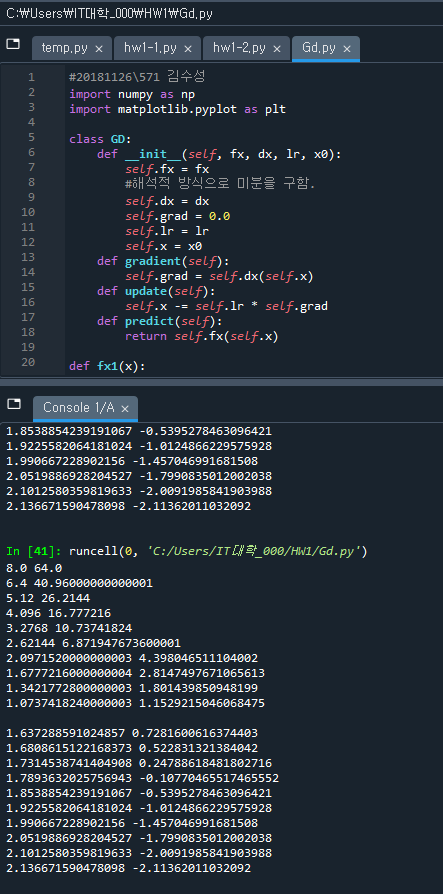 C:\Users\IT대학_000\HW1\Gd.py
temp.py × hw1-1.py × hw1-2.py × Gd.py ×
1 #20181126\571 김수성
2 import numpy as np
3 import matplotlib.pyplot as plt
4
5 class GD:
6 def __init__(self, fx, dx, lr, x0):
7 self.fx = fx
8 #해석적 방식으로 미분을 구함.
9 self.dx = dx
10 self.grad = 0.0
11 self.lr = lr
12 self.x = x0
13 def gradient(self):
14 self.grad = self.dx(self.x)
15 def update(self):
16 self.x -= self.lr * self.grad
17 def predict(self):
18 return self.fx(self.x)
19
20 def fx1(x):
Console 1/A ×
1.8538854239191067 -0.5395278463096421
1.9225582064181024 -1.0124866229575928
1.990667228902156 -1.457046991681508
2.0519886928204527 -1.7990835012002038
2.1012580359819633 -2.0091985841903988
2.136671590478098 -2.11362011032092
In [41]: runcell(0, 'C:/Users/IT대학_000/HW1/Gd.py')
8.0 64.0
6.4 40.96000000000001
5.12 26.2144
4.096 16.777216
3.2768 10.73741824
2.62144 6.871947673600001
2.0971520000000003 4.398046511104002
1.6777216000000004 2.8147497671065613
1.3421772800000003 1.801439850948199
1.0737418240000003 1.1529215046068475
1.637288591024857 0.7281600616374403
1.6808615122168373 0.522831321384042
1.7314538741404908 0.24788618481802716
1.7893632025756943 -0.10770465517465552
1.8538854239191067 -0.5395278463096421
1.9225582064181024 -1.0124866229575928
1.990667228902156 -1.457046991681508
2.0519886928204527 -1.7990835012002038
2.1012580359819633 -2.0091985841903988
2.136671590478098 -2.11362011032092